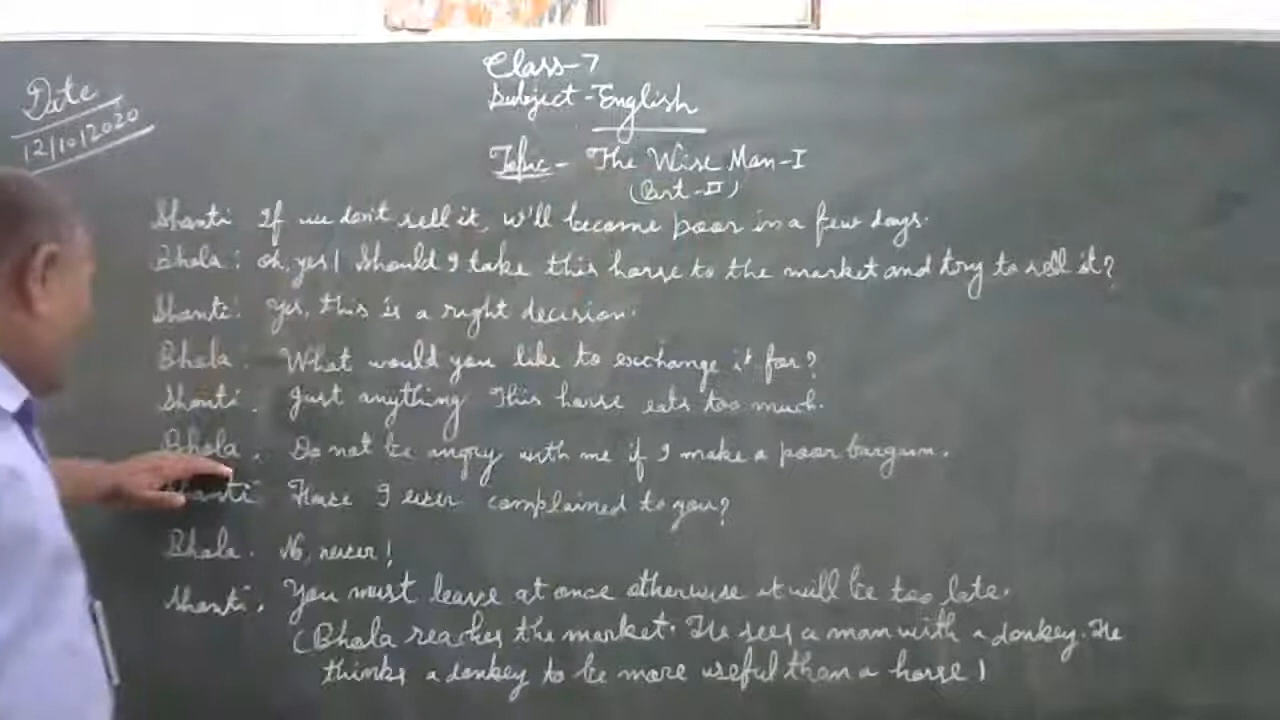 Date
12/10/2020
Class-7
Subject-English
Topic- The Wise Man-I
(Part-II)
Shanti If we don't sell it, w'll become poor in a few days.
Bhola: oh, yes! Should I take this horse to the market and try to sell it?
Shanti: Yes, this is a right decision.
Bhola: What would you like to exchange it for?
Shanti: Just anything This horse eats too much.
Bhola. Do not be angry with me if I make a poor bargain.
Shanti Have I ever complained to you?
Bhola. No, never!
Shanti. You must leave at once otherwise it will be too late.
(Bhola reaches the market. He sees a man with a donkey. He
thinks a donkey to be more useful than a horse)